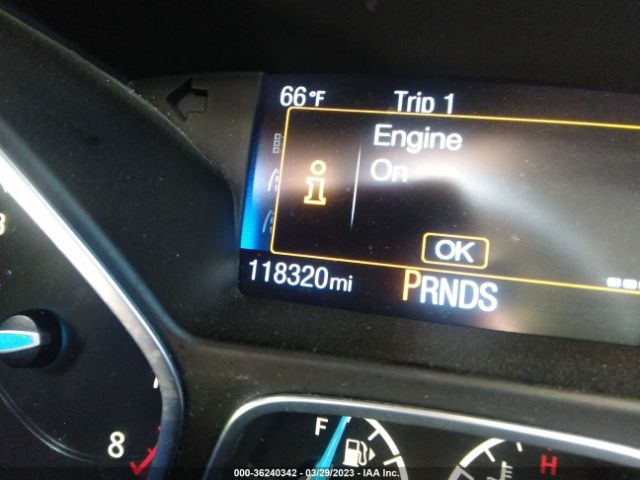 66°F Trip 1
Engine
On
i
OK
118320mi PRNDS
8
F
H
000-36240342 / 03/29/2023 / IAA Inc.